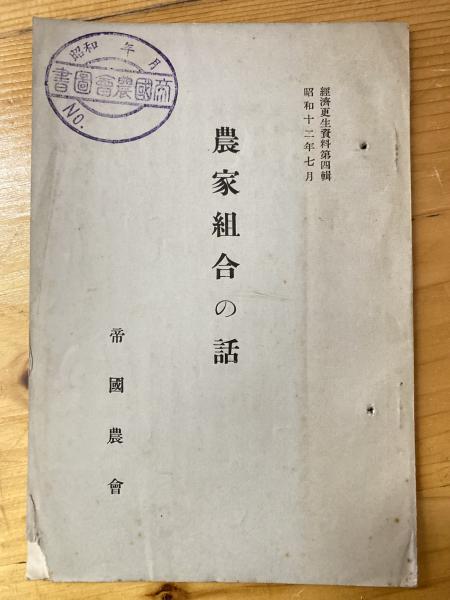 經濟更生資料第四輯
昭和十二年七月
農家組合の話
帝國農會
昭和 年 月
帝國農會圖書
NO.